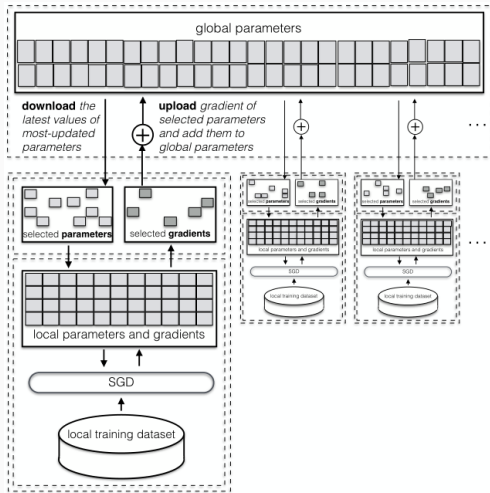 global parameters
download the
latest values of
most-updated
parameters
upload gradient of
selected parameters
and add them to
global parameters
...
selected parameters
selected gradients
local parameters and gradients
SGD
local training dataset
selected parameters
selected gradients
local parameters and gradients
SGD
local training dataset
selected parameters
selected gradients
local parameters and gradients
SGD
local training dataset
...